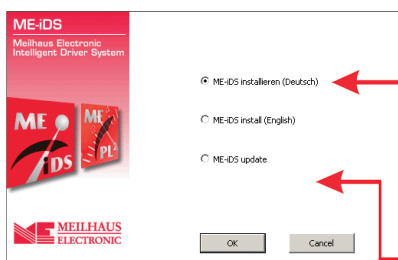 ME-iDS
Meilhaus Electronic
Intelligent Driver System
ME-iDS installieren (Deutsch)
ME-iDS install (English)
ME-iDS update
ME
iDS
ME
PL²
MEILHAUS
ELECTRONIC
OK
Cancel